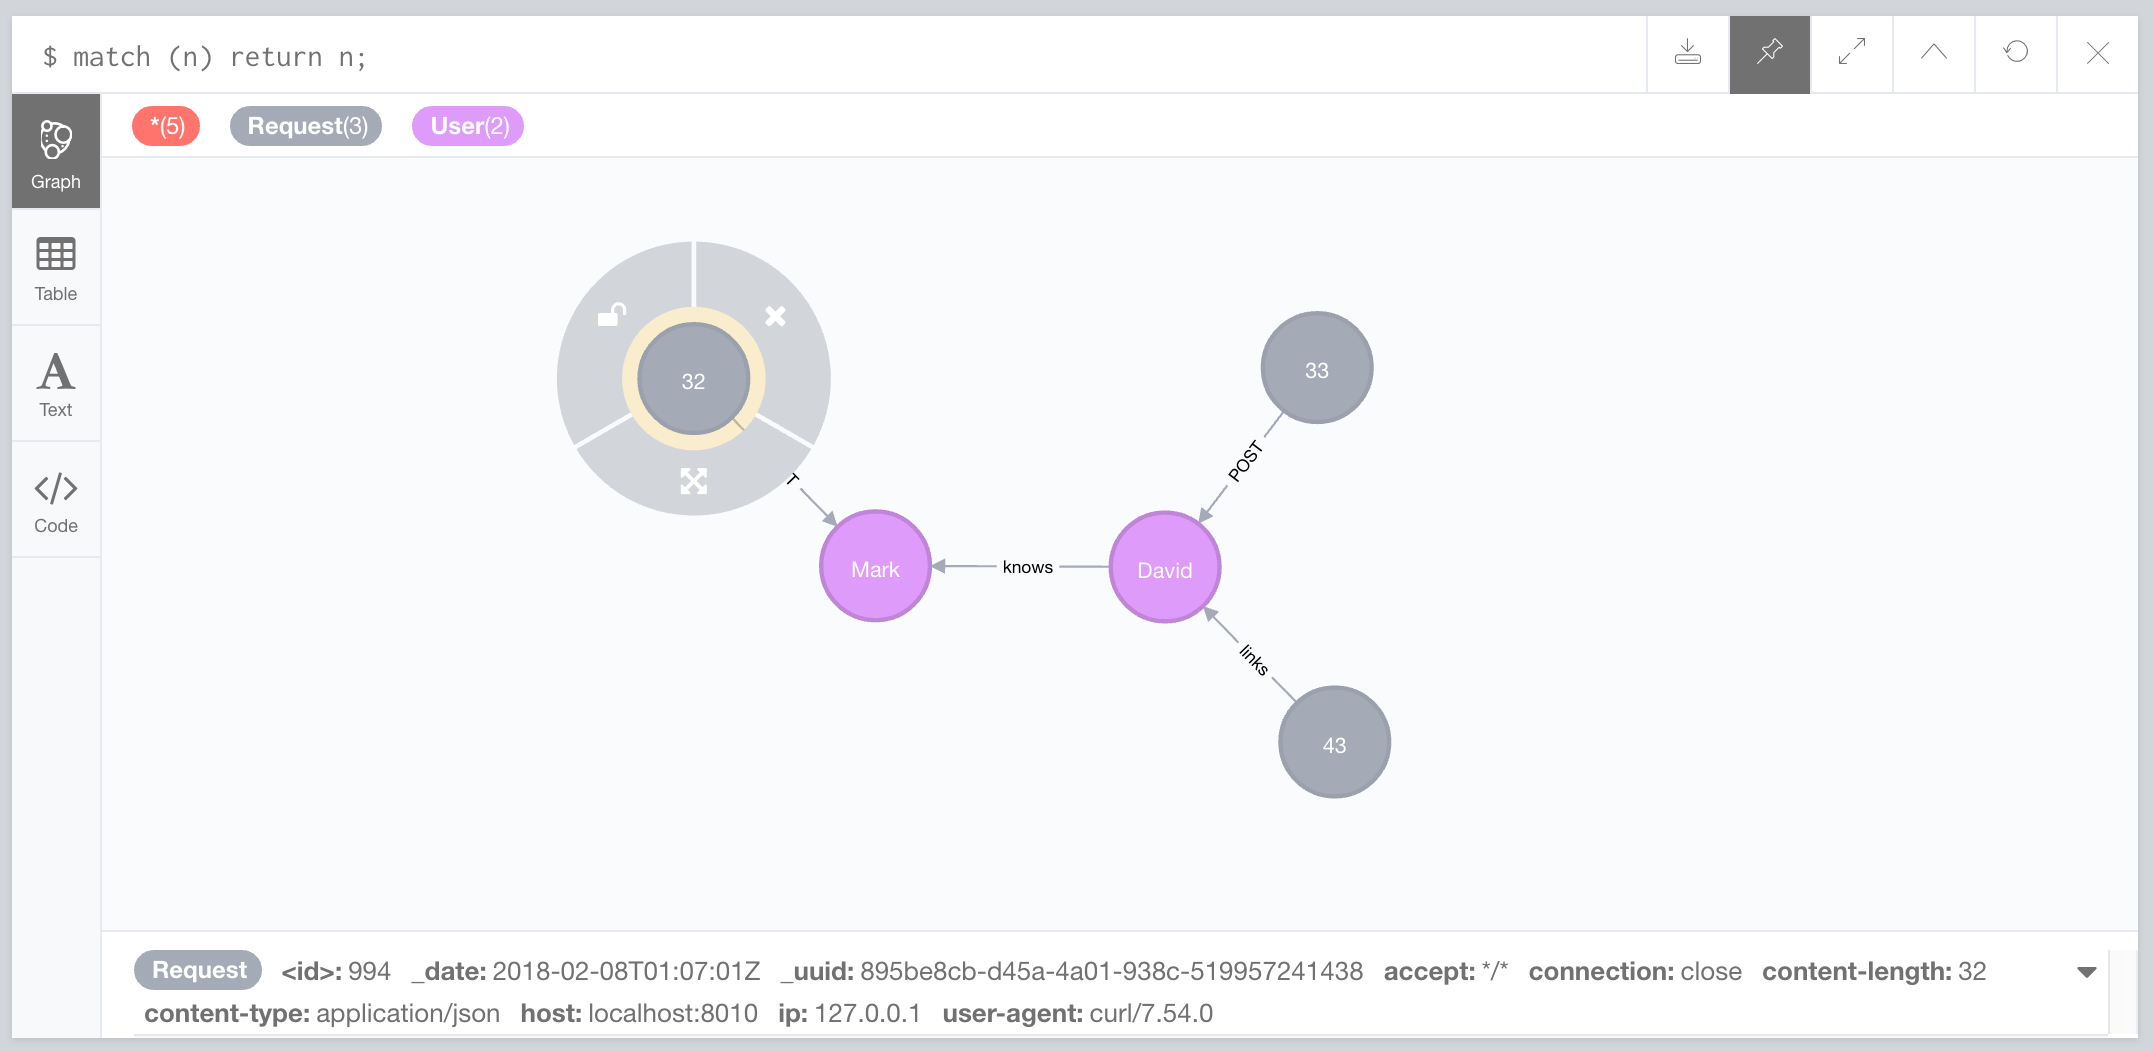 $ match (n) return n;
*(5) Request(3) User(2)
Graph
Table
Text
Code
32
T
33
POST
Mark
knows
David
links
43
Request <id>: 994 _date: 2018-02-08T01:07:01Z _uuid: 895be8cb-d45a-4a01-938c-519957241438 accept: */* connection: close content-length: 32
content-type: application/json host: localhost:8010 ip: 127.0.0.1 user-agent: curl/7.54.0